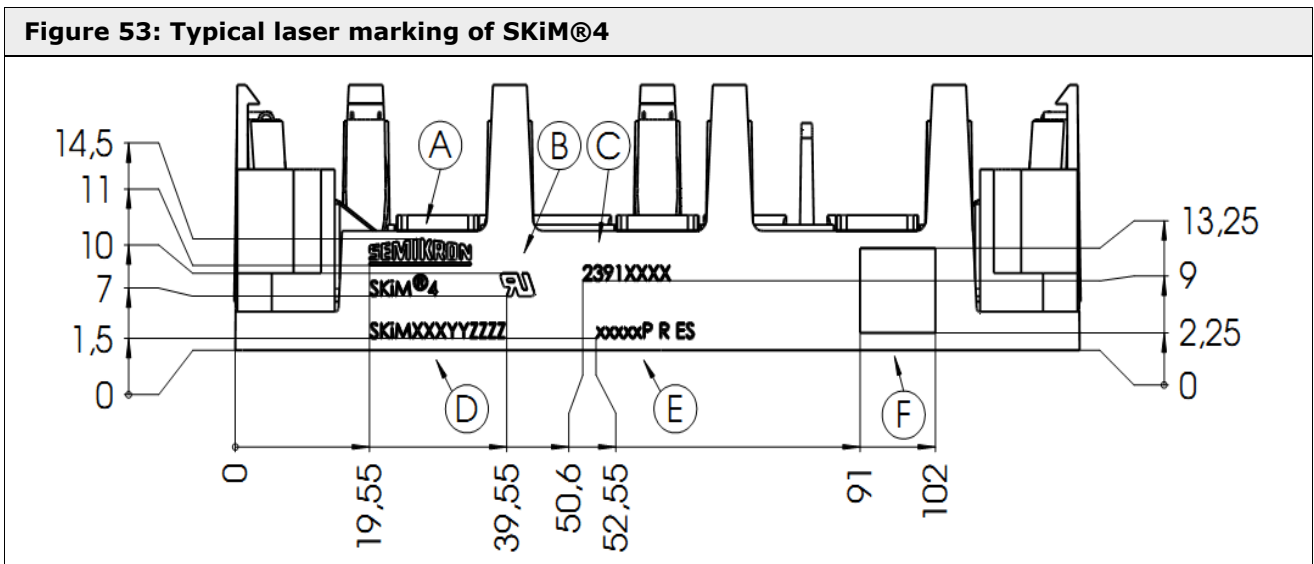 Figure 53: Typical laser marking of SKiM®4
A
B
C
14,5
11
10
7
1,5
0
SEMIKRON
SKiM®4
2391XXXX
SKiMXXXYYZZZZ
xxxxxP R ES
13,25
9
2,25
0
D
E
F
0
19,55
39,55
50,6
52,55
91
102